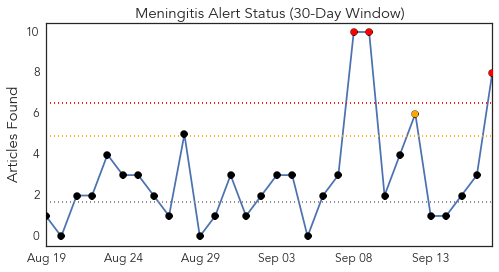 Meningitis Alert Status (30-Day Window)
Articles Found
10
8
6
4
2
0
Aug 19 Aug 24 Aug 29 Sep 03 Sep 08 Sep 13